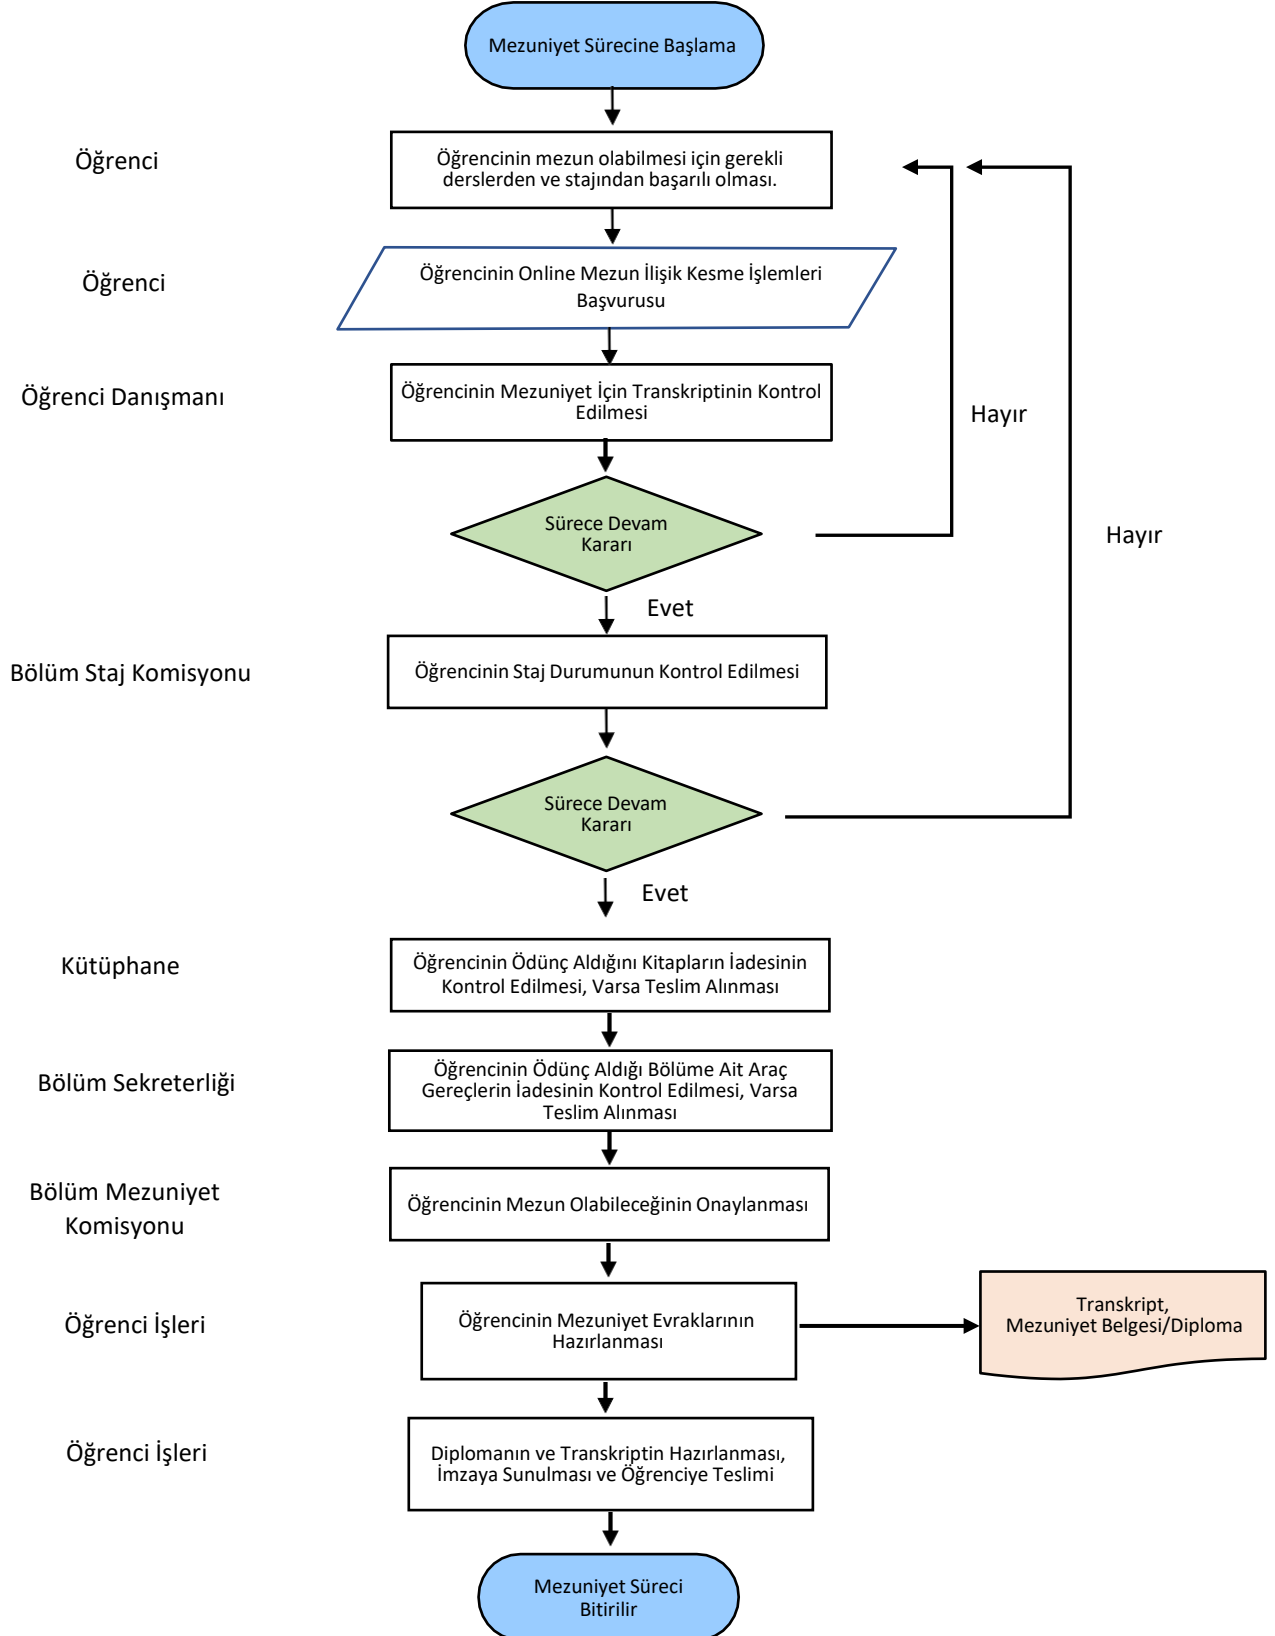 Mezuniyet Sürecine Başlama
Öğrenci
Öğrencinin mezun olabilmesi için gerekli
derslerden ve stajından başarılı olması.
Öğrenci
Öğrencinin Online Mezun İlişik Kesme İşlemleri
Başvurusu
Öğrenci Danışmanı
Öğrencinin Mezuniyet İçin Transkriptinin Kontrol
Edilmesi
Hayır
Sürece Devam
Kararı
Hayır
Evet
Bölüm Staj Komisyonu
Öğrencinin Staj Durumunun Kontrol Edilmesi
Sürece Devam
Kararı
Evet
Kütüphane
Öğrencinin Ödünç Aldığını Kitapların İadesinin
Kontrol Edilmesi, Varsa Teslim Alınması
Bölüm Sekreterliği
Öğrencinin Ödünç Aldığı Bölüme Ait Araç
Gereçlerin İadesinin Kontrol Edilmesi, Varsa
Teslim Alınması
Bölüm Mezuniyet
Komisyonu
Öğrencinin Mezun Olabileceğinin Onaylanması
Öğrenci İşleri
Öğrencinin Mezuniyet Evraklarının
Hazırlanması
Transkript,
Mezuniyet Belgesi/Diploma
Öğrenci İşleri
Diplomanın ve Transkriptin Hazırlanması,
İmzaya Sunulması ve Öğrenciye Teslimi
Mezuniyet Süreci
Bitirilir